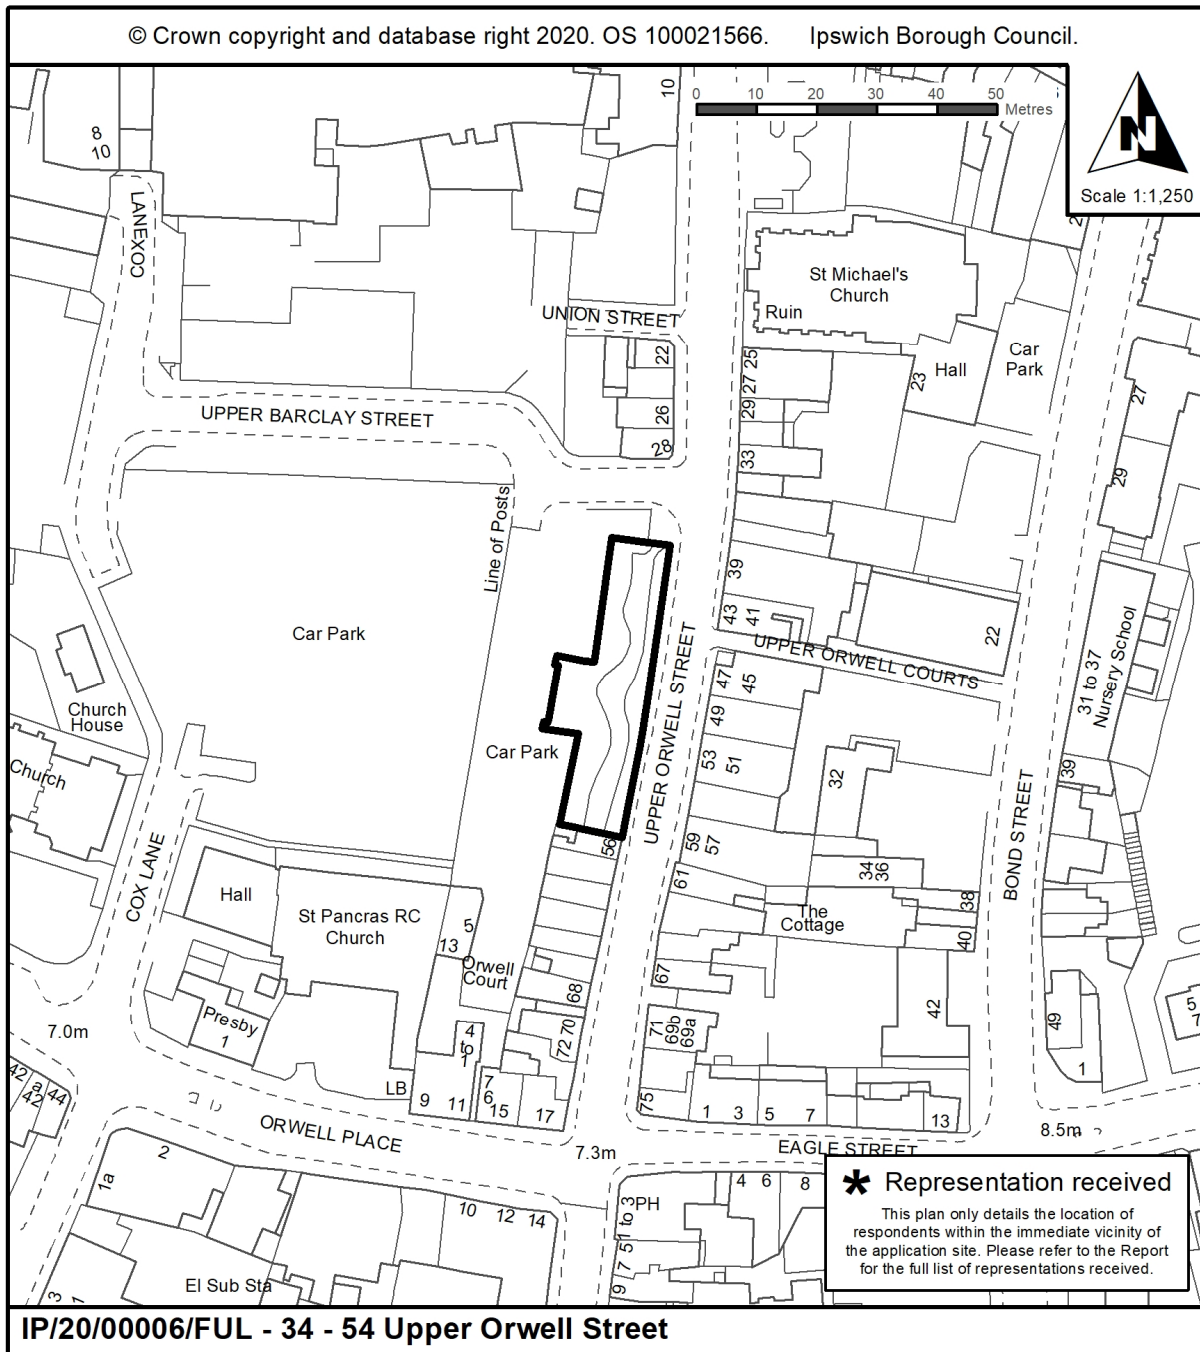 © Crown copyright and database right 2020. OS 100021566. Ipswich Borough Council.
0 10 20 30 40 50
Metres
N
Scale 1:1,250
8
10
10
2
LANEXOC
St Michael's
Church
Ruin
UNION STREET
22
26
28
25
27
29
33
23
Hall
Car
Park
27
29
UPPER BARCLAY STREET
Line of Posts
39
43
41
UPPER ORWELL COURTS
22
31 to 37
Nursery School
Car Park
Church
House
Church
Car Park
UPPER ORWELL STREET
47
45
49
53
51
32
39
BOND STREET
56
59
57
61
34
36
38
40
The
Cottage
COX LANE
Hall
St Pancras RC
Church
5
13
Orwell
Court
68
67
70
72
71
69b
69a
42
49
1
5
7
Presby
1
7.0m
4
to
1
LB
9
11
7
6
15
17
75
1
3
5
7
13
42
a
42
44
ORWELL PLACE
7.3m
EAGLE STREET
8.5m
1a
2
10
12
14
PH
1 to 3
5
7
9
4
6
8
El Sub Sta
3
1
* Representation received
This plan only details the location of
respondents within the immediate vicinity of
the application site. Please refer to the Report
for the full list of representations received.
IP/20/00006/FUL - 34 - 54 Upper Orwell Street